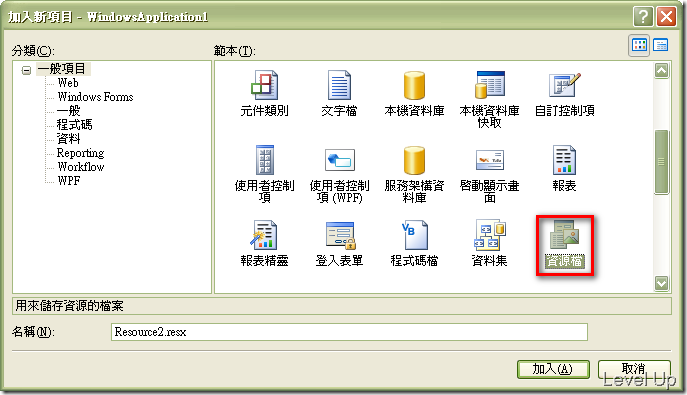 加入新項目 - WindowsApplication1
分類(C):
範本(T):
一般項目
Web
Windows Forms
一般
程式碼
資料
Reporting
Workflow
WPF
元件類別
文字檔
本機資料庫
本機資料庫
快取
自訂控制項
使用者控制
項
使用者控制
項 (WPF)
服務架構資
料庫
啓動顯示畫
面
報表
報表精靈
登入表單
VB
程式碼檔
資料集
資源檔
用來儲存資源的檔案
名稱(N):
Resource2.resx
加入(A)
取消
Level Up